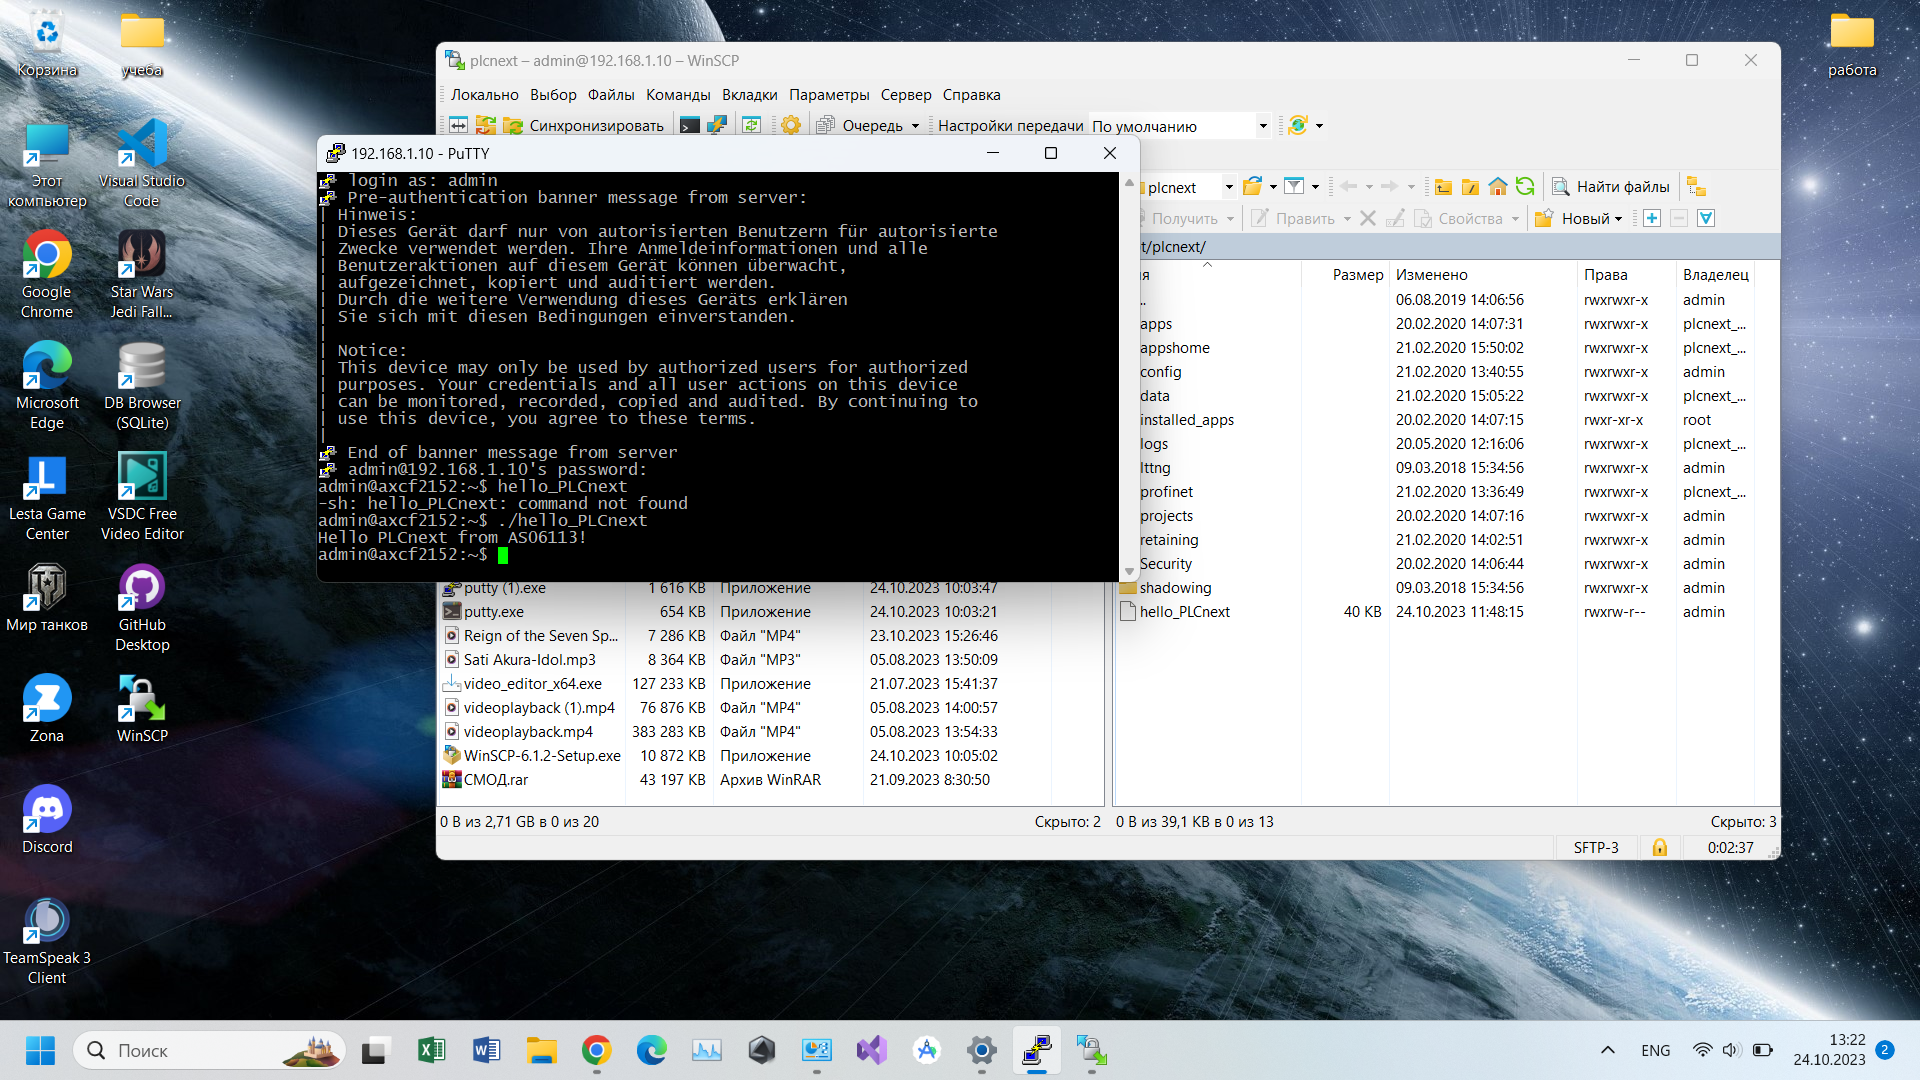 Корзина
учеба
работа
Этот компьютер
Visual Studio Code
Google Chrome
Star Wars Jedi Fall...
Microsoft Edge
DB Browser (SQLite)
Lesta Game Center
VSDC Free Video Editor
Мир танков
GitHub Desktop
Zona
WinSCP
Discord
TeamSpeak 3 Client
plcnext – admin@192.168.1.10 – WinSCP
Локально Выбор Файлы Команды Вкладки Параметры Сервер Справка
Синхронизировать Очередь Настройки передачи По умолчанию
192.168.1.10 - PuTTY
login as: admin
Pre-authentication banner message from server:
| Hinweis:
| Dieses Gerät darf nur von autorisierten Benutzern für autorisierte
| Zwecke verwendet werden. Ihre Anmeldeinformationen und alle
| Benutzeraktionen auf diesem Gerät können überwacht,
| aufgezeichnet, kopiert und auditiert werden.
| Durch die weitere Verwendung dieses Geräts erklären
| Sie sich mit diesen Bedingungen einverstanden.
|
| Notice:
| This device may only be used by authorized users for authorized
| purposes. Your credentials and all user actions on this device
| can be monitored, recorded, copied and audited. By continuing to
| use this device, you agree to these terms.
|
End of banner message from server
admin@192.168.1.10's password:
admin@axcf2152:~$ hello_PLCnext
-sh: hello_PLCnext: command not found
admin@axcf2152:~$ ./hello_PLCnext
Hello PLCnext from ASO6113!
admin@axcf2152:~$
plcnext Найти файлы
Получить Править Свойства Новый
t/plcnext/
я Размер Изменено Права Владелец
.. 06.08.2019 14:06:56 rwxrwxr-x admin
apps 20.02.2020 14:07:31 rwxrwxr-x plcnext_...
appshome 21.02.2020 15:50:02 rwxrwxr-x plcnext_...
config 21.02.2020 13:40:55 rwxrwxr-x admin
data 21.02.2020 15:05:22 rwxrwxr-x plcnext_...
installed_apps 20.02.2020 14:07:15 rwxr-xr-x root
logs 20.05.2020 12:16:06 rwxrwxr-x plcnext_...
lttng 09.03.2018 15:34:56 rwxrwxr-x admin
profinet 21.02.2020 13:36:49 rwxrwxr-x plcnext_...
projects 20.02.2020 14:07:16 rwxrwxr-x admin
retaining 21.02.2020 14:02:51 rwxrwxr-x admin
Security 20.02.2020 14:06:44 rwxrwxr-x admin
shadowing 09.03.2018 15:34:56 rwxrwxr-x admin
hello_PLCnext 40 KB 24.10.2023 11:48:15 rwxrw-r-- admin
putty (1).exe 1 616 KB Приложение 24.10.2023 10:03:47
putty.exe 654 KB Приложение 24.10.2023 10:03:21
Reign of the Seven Sp... 7 286 KB Файл "MP4" 23.10.2023 15:26:46
Sati Akura-Idol.mp3 8 364 KB Файл "MP3" 05.08.2023 13:50:09
video_editor_x64.exe 127 233 KB Приложение 21.07.2023 15:41:37
videoplayback (1).mp4 76 876 KB Файл "MP4" 05.08.2023 14:00:57
videoplayback.mp4 383 283 KB Файл "MP4" 05.08.2023 13:54:33
WinSCP-6.1.2-Setup.exe 10 872 KB Приложение 24.10.2023 10:05:02
СМОД.rar 43 197 KB Архив WinRAR 21.09.2023 8:30:50
0 B из 2,71 GB в 0 из 20 Скрыто: 2
0 B из 39,1 KB в 0 из 13 Скрыто: 3
SFTP-3 0:02:37
Поиск
ENG
13:22
24.10.2023
2